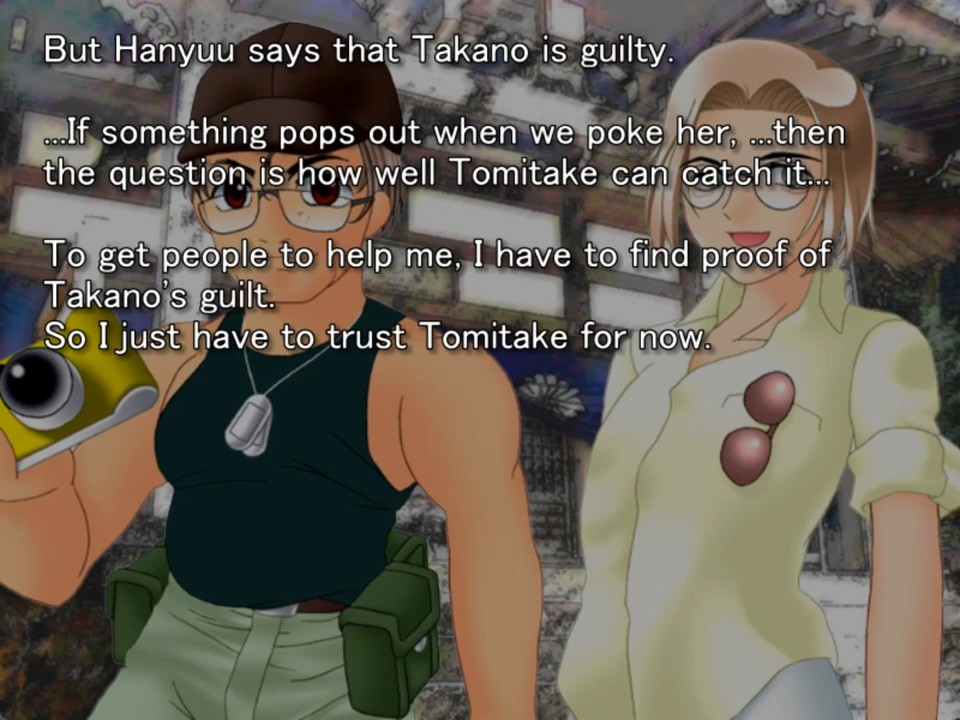 But Hanyuu says that Takano is guilty.
...If something pops out when we poke her, ...then
the question is how well Tomitake can catch it...
To get people to help me, I have to find proof of
Takano's guilt.
So I just have to trust Tomitake for now.